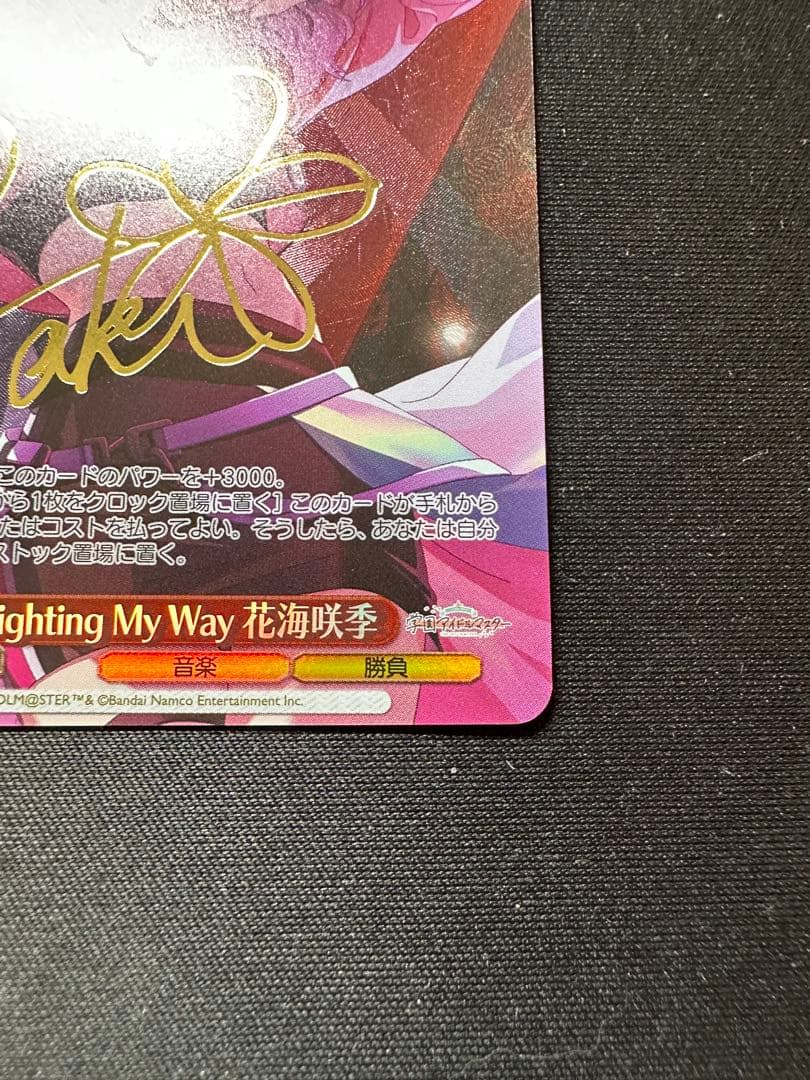 aki
このカードのパワーを+3000。
から1枚をクロック置場に置く］このカードが手札から
たはコストを払ってよい。そうしたら、あなたは自分
ストック置場に置く。
ighting My Way 花海咲季
学園アイドルマスター
音楽 勝負
OLM@STER™& ©Bandai Namco Entertainment Inc.